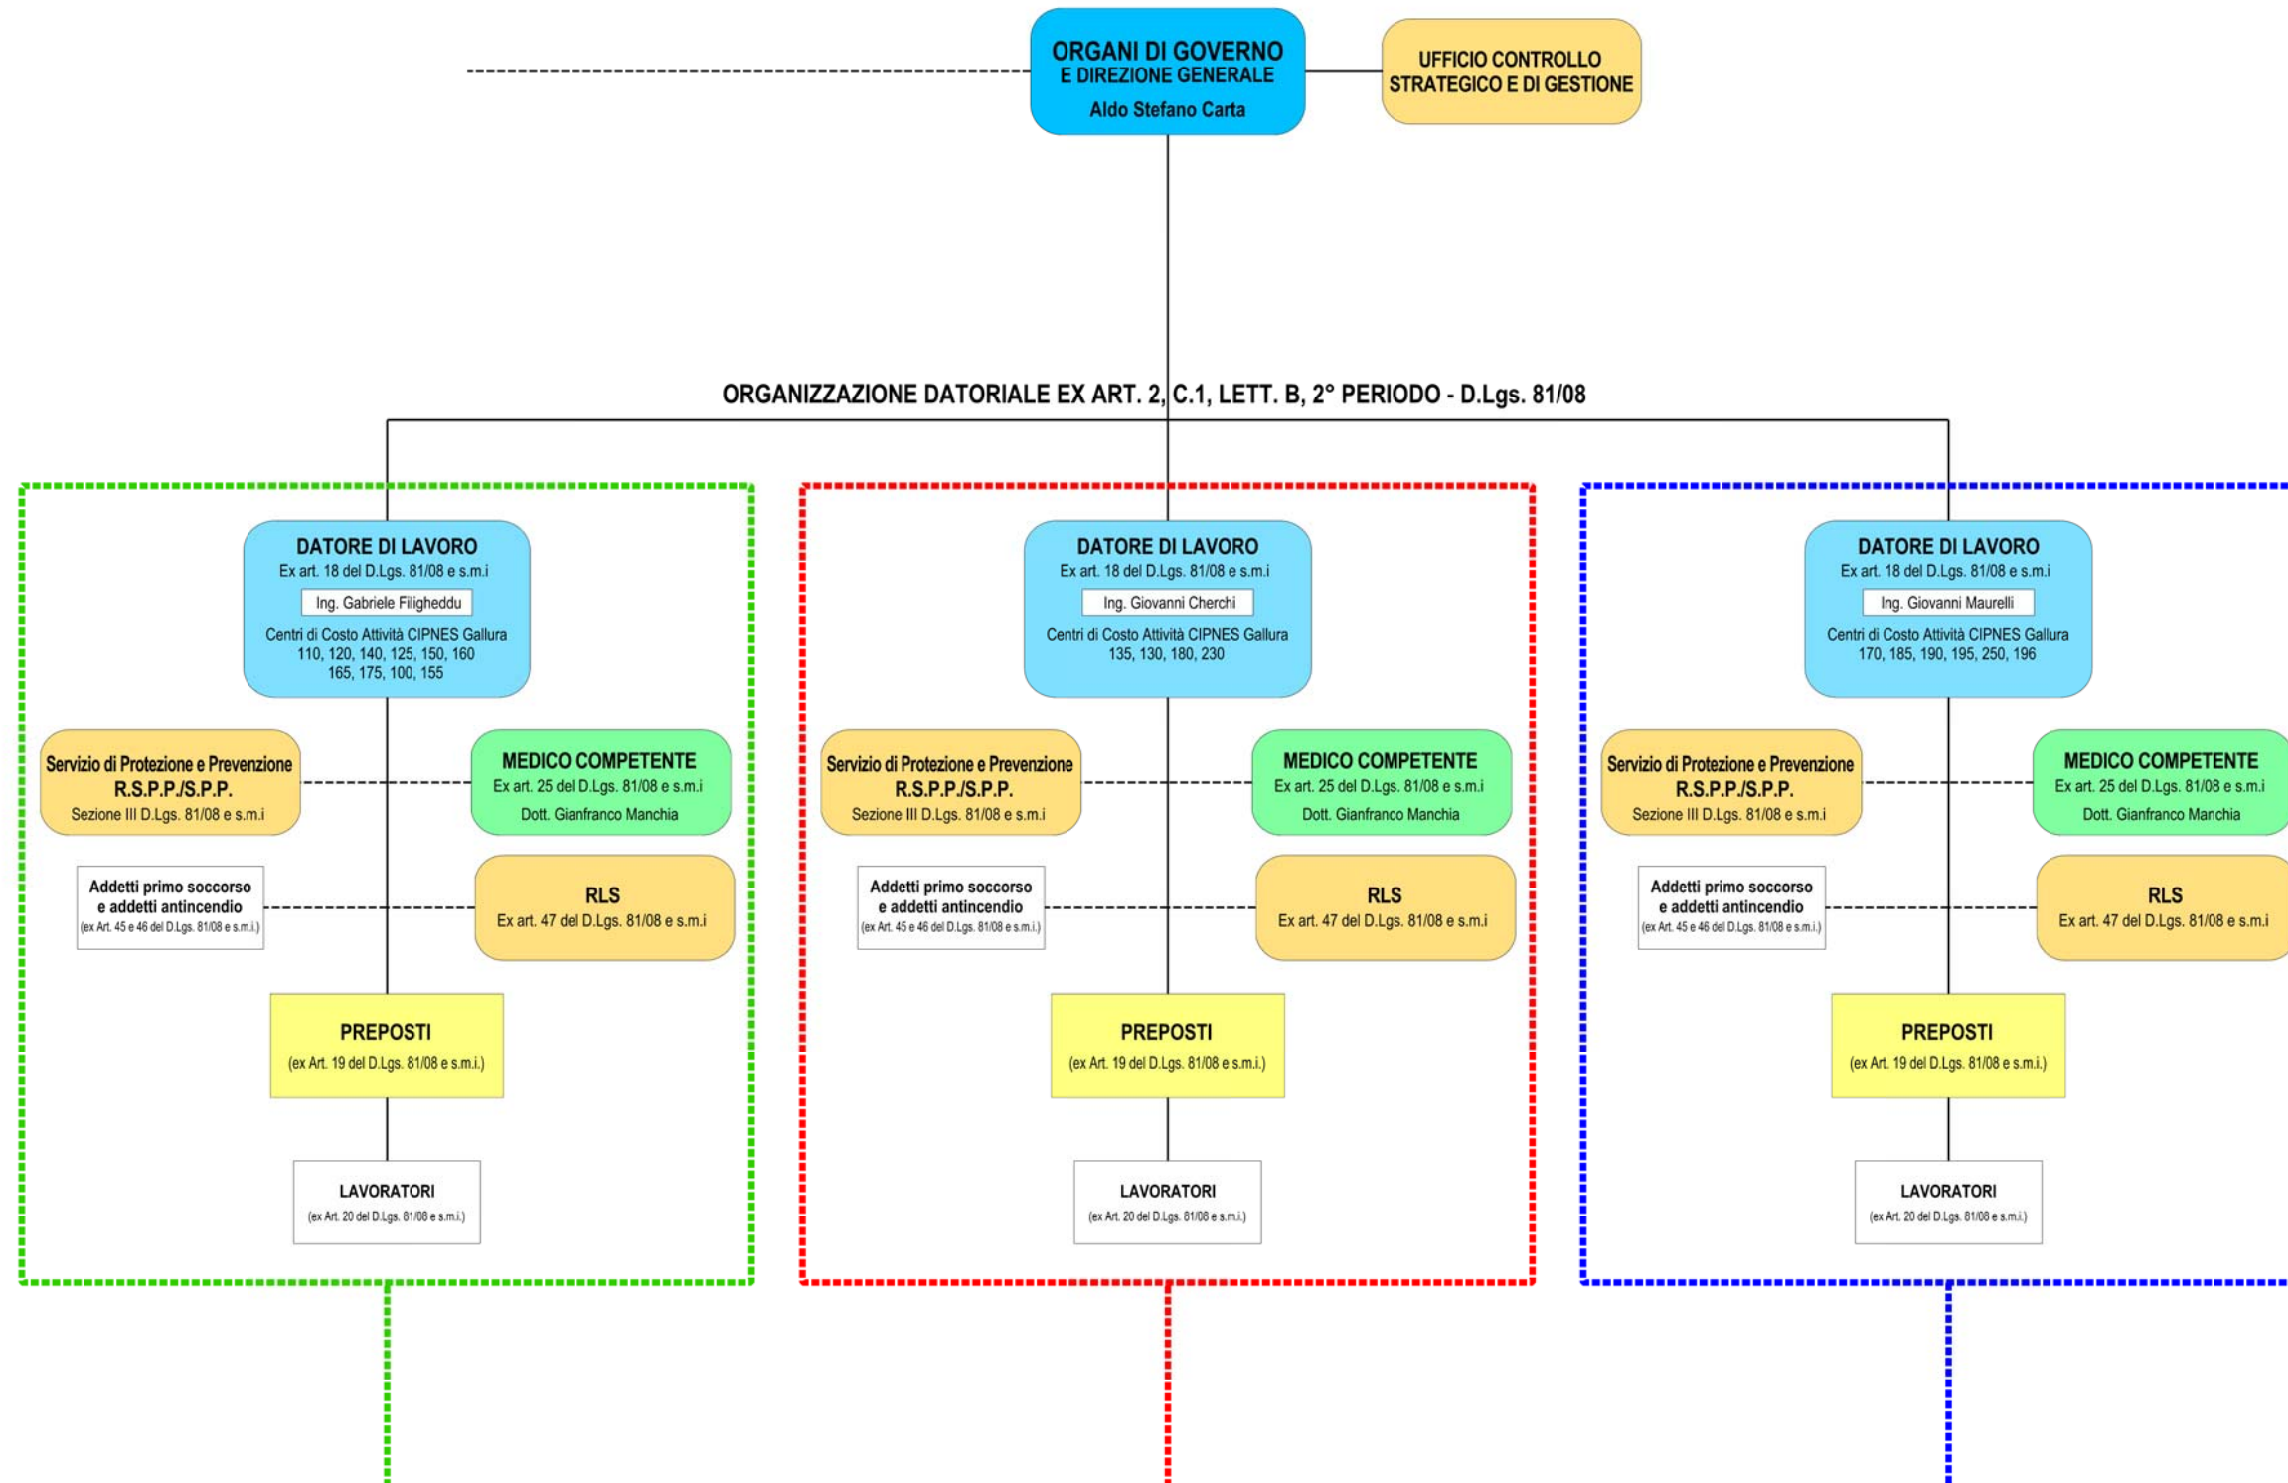 ORGANI DI GOVERNO
E DIREZIONE GENERALE
Aldo Stefano Carta
UFFICIO CONTROLLO
STRATEGICO E DI GESTIONE
ORGANIZZAZIONE DATORIALE EX ART. 2, C.1, LETT. B, 2° PERIODO - D.Lgs. 81/08
DATORE DI LAVORO
Ex art. 18 del D.Lgs. 81/08 e s.m.i
Ing. Gabriele Filigheddu
Centri di Costo Attività CIPNES Gallura
110, 120, 140, 125, 150, 160
165, 175, 100, 155
Servizio di Protezione e Prevenzione
R.S.P.P./S.P.P.
Sezione III D.Lgs. 81/08 e s.m.i
MEDICO COMPETENTE
Ex art. 25 del D.Lgs. 81/08 e s.m.i
Dott. Gianfranco Manchia
Addetti primo soccorso
e addetti antincendio
(ex Art. 45 e 46 del D.Lgs. 81/08 e s.m.i.)
RLS
Ex art. 47 del D.Lgs. 81/08 e s.m.i
PREPOSTI
(ex Art. 19 del D.Lgs. 81/08 e s.m.i.)
LAVORATORI
(ex Art. 20 del D.Lgs. 81/08 e s.m.i.)
DATORE DI LAVORO
Ex art. 18 del D.Lgs. 81/08 e s.m.i
Ing. Giovanni Cherchi
Centri di Costo Attività CIPNES Gallura
135, 130, 180, 230
Servizio di Protezione e Prevenzione
R.S.P.P./S.P.P.
Sezione III D.Lgs. 81/08 e s.m.i
MEDICO COMPETENTE
Ex art. 25 del D.Lgs. 81/08 e s.m.i
Dott. Gianfranco Manchia
Addetti primo soccorso
e addetti antincendio
(ex Art. 45 e 46 del D.Lgs. 81/08 e s.m.i.)
RLS
Ex art. 47 del D.Lgs. 81/08 e s.m.i
PREPOSTI
(ex Art. 19 del D.Lgs. 81/08 e s.m.i.)
LAVORATORI
(ex Art. 20 del D.Lgs. 81/08 e s.m.i.)
DATORE DI LAVORO
Ex art. 18 del D.Lgs. 81/08 e s.m.i
Ing. Giovanni Maurelli
Centri di Costo Attività CIPNES Gallura
170, 185, 190, 195, 250, 196
Servizio di Protezione e Prevenzione
R.S.P.P./S.P.P.
Sezione III D.Lgs. 81/08 e s.m.i
MEDICO COMPETENTE
Ex art. 25 del D.Lgs. 81/08 e s.m.i
Dott. Gianfranco Manchia
Addetti primo soccorso
e addetti antincendio
(ex Art. 45 e 46 del D.Lgs. 81/08 e s.m.i.)
RLS
Ex art. 47 del D.Lgs. 81/08 e s.m.i
PREPOSTI
(ex Art. 19 del D.Lgs. 81/08 e s.m.i.)
LAVORATORI
(ex Art. 20 del D.Lgs. 81/08 e s.m.i.)